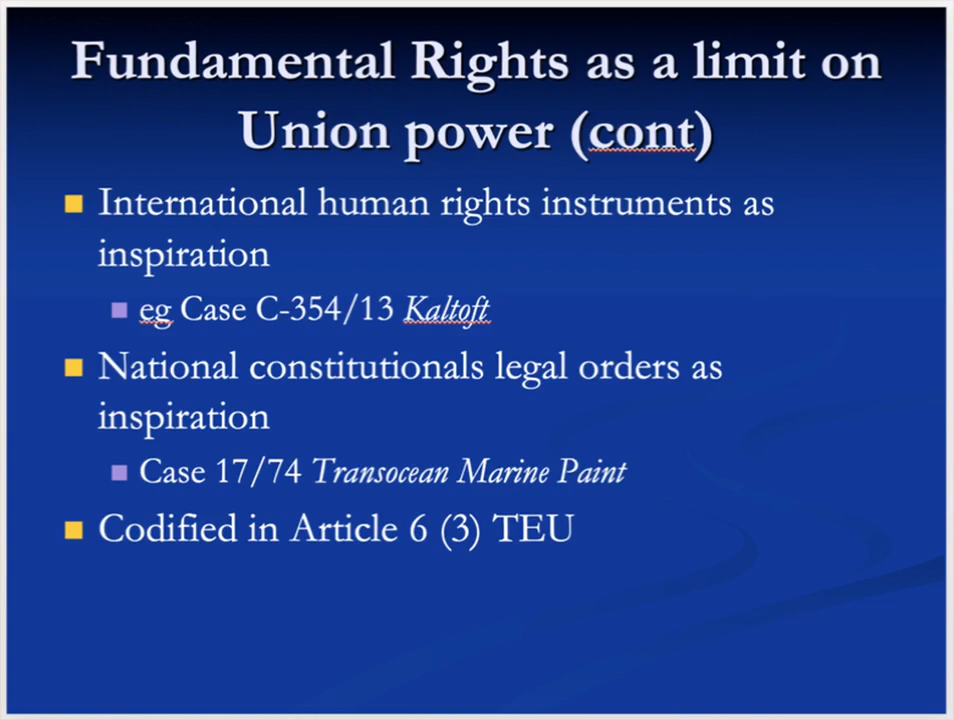 Fundamental Rights as a limit on
Union power (cont)
International human rights instruments as
inspiration
eg Case C-354/13 Kaltoft
National constitutionals legal orders as
inspiration
Case 17/74 Transocean Marine Paint
Codified in Article 6 (3) TEU